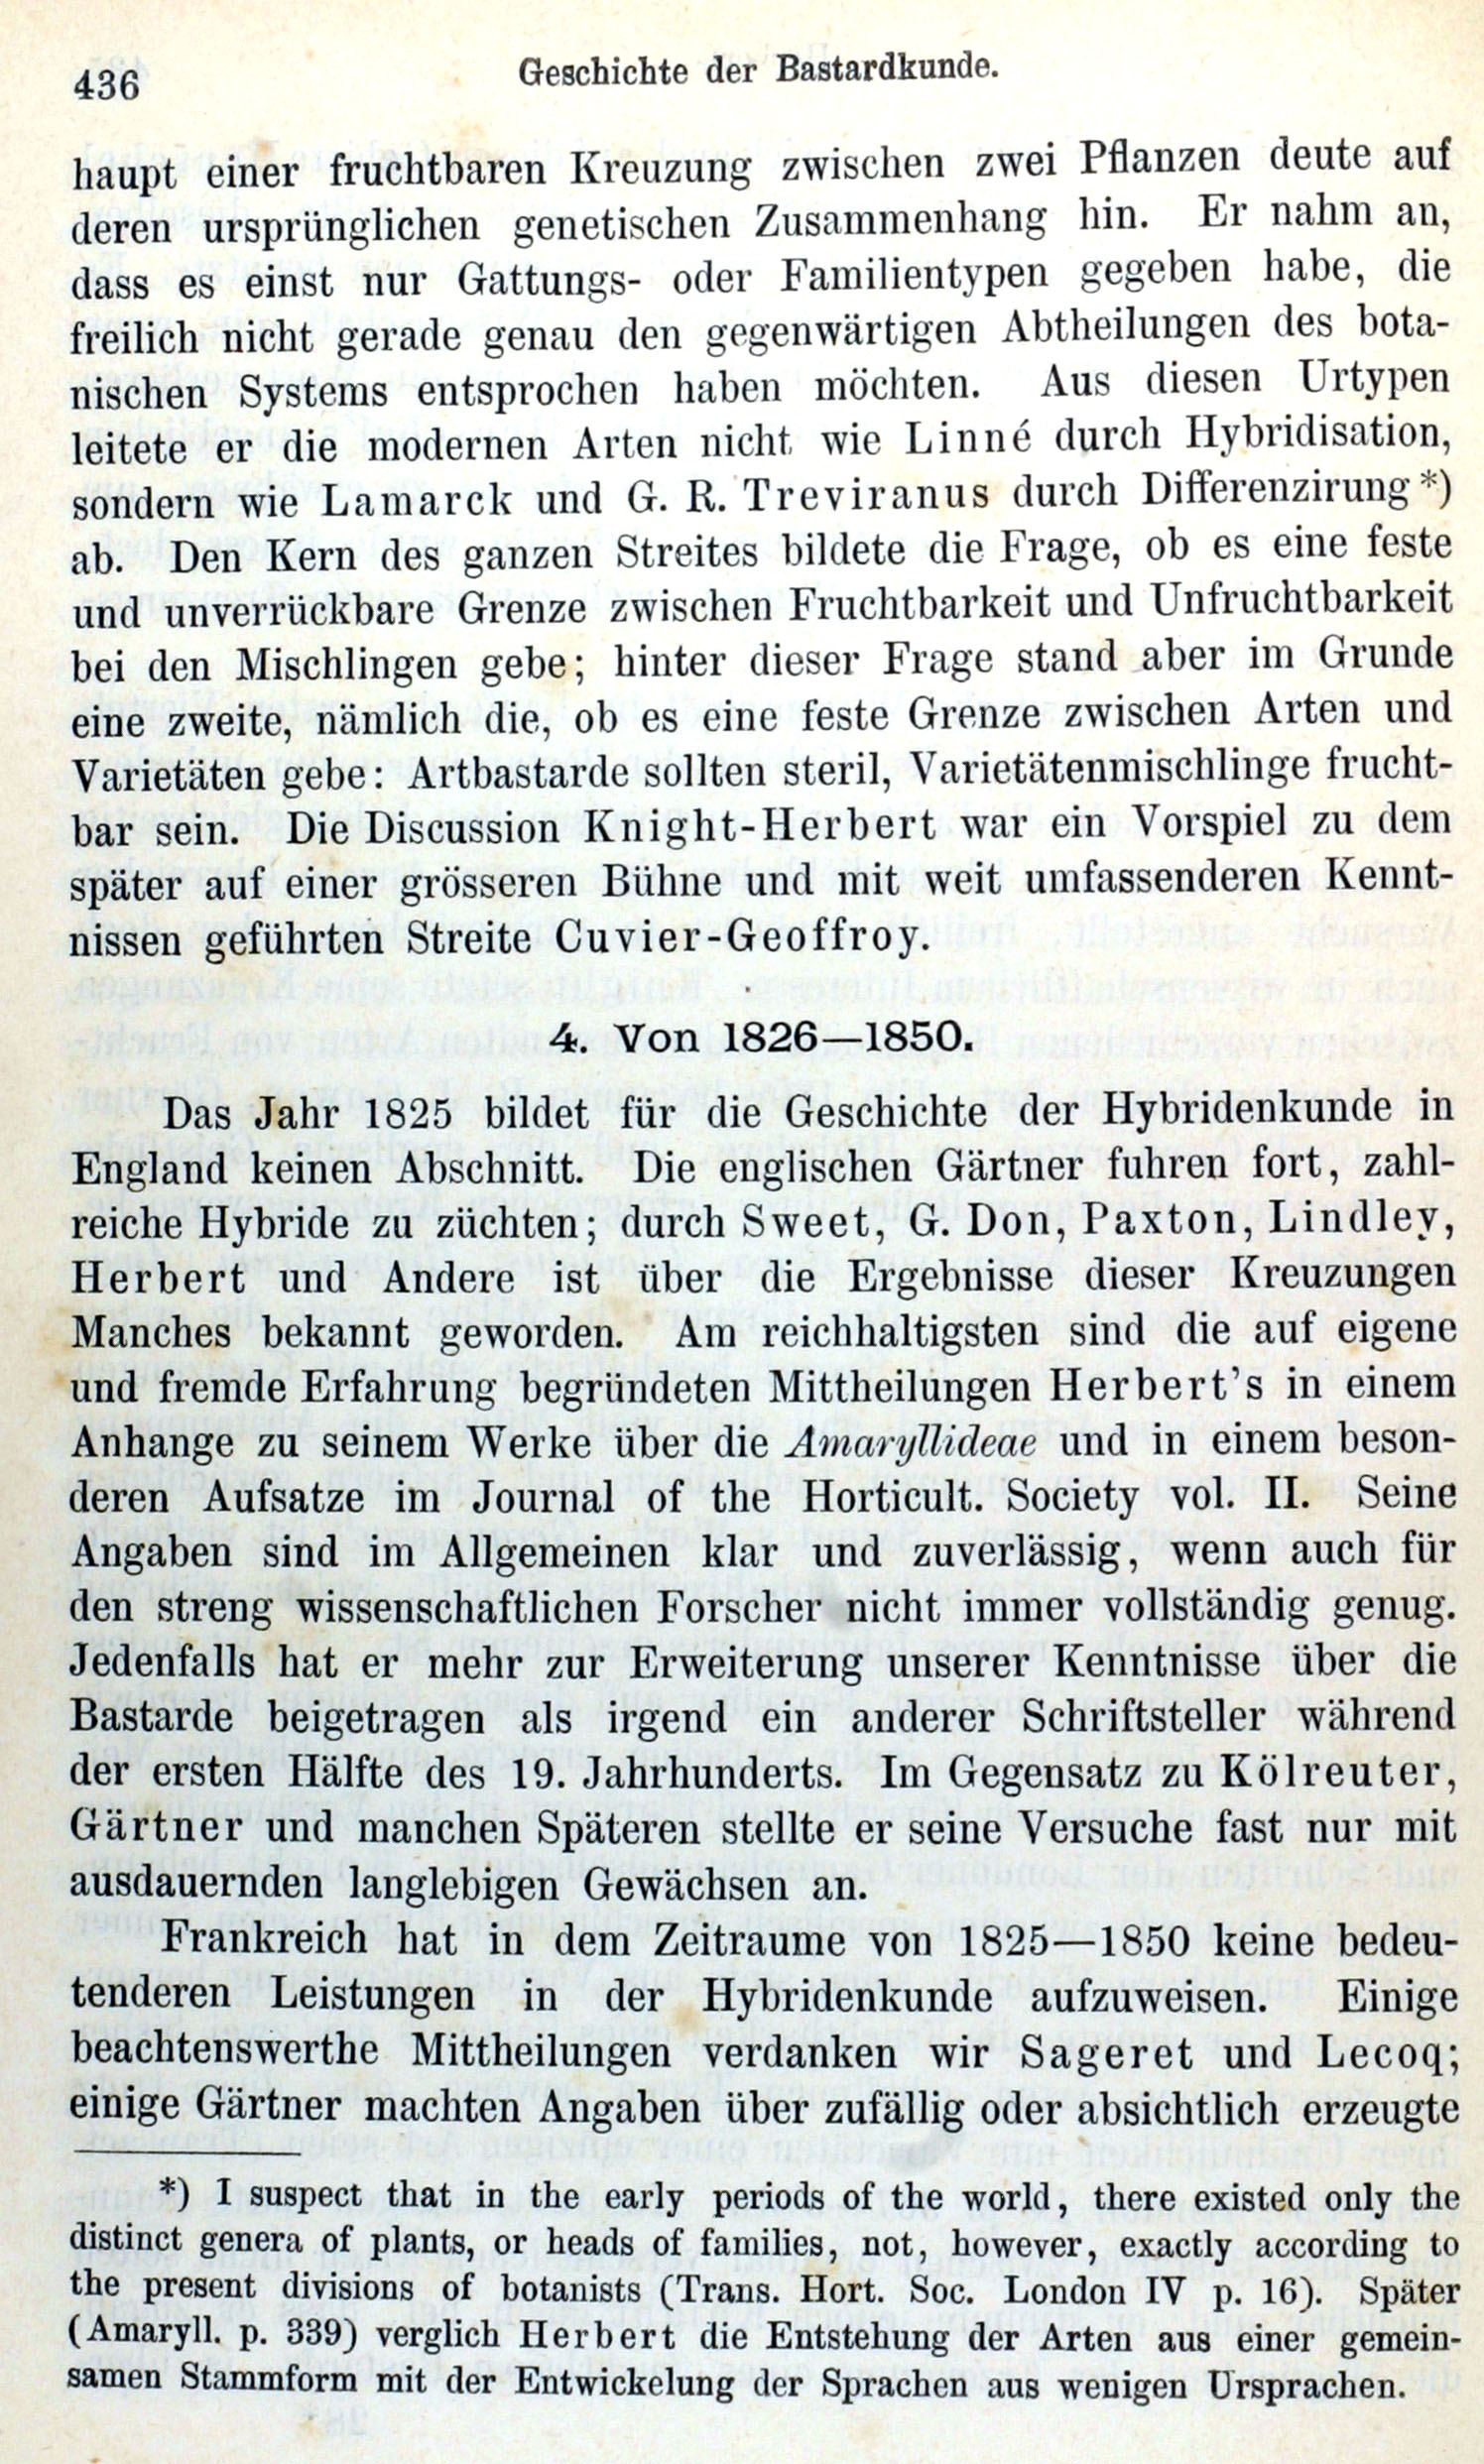 436
Geschichte der Bastardkunde.
haupt einer fruchtbaren Kreuzung zwischen zwei Pflanzen deute auf
deren ursprünglichen genetischen Zusammenhang hin. Er nahm an,
dass es einst nur Gattungs- oder Familientypen gegeben habe, die
freilich nicht gerade genau den gegenwärtigen Abtheilungen des bota-
nischen Systems entsprochen haben möchten. Aus diesen Urtypen
leitete er die modernen Arten nicht wie Linné durch Hybridisation,
sondern wie Lamarck und G. R. Treviranus durch Differenzirung*)
ab. Den Kern des ganzen Streites bildete die Frage, ob es eine feste
und unverrückbare Grenze zwischen Fruchtbarkeit und Unfruchtbarkeit
bei den Mischlingen gebe; hinter dieser Frage stand aber im Grunde
eine zweite, nämlich die, ob es eine feste Grenze zwischen Arten und
Varietäten gebe: Artbastarde sollten steril, Varietätenmischlinge frucht-
bar sein. Die Discussion Knight-Herbert war ein Vorspiel zu dem
später auf einer grösseren Bühne und mit weit umfassenderen Kennt-
nissen geführten Streite Cuvier-Geoffroy.
4. Von 1826—1850.
Das Jahr 1825 bildet für die Geschichte der Hybridenkunde in
England keinen Abschnitt. Die englischen Gärtner fuhren fort, zahl-
reiche Hybride zu züchten; durch Sweet, G. Don, Paxton, Lindley,
Herbert und Andere ist über die Ergebnisse dieser Kreuzungen
Manches bekannt geworden. Am reichhaltigsten sind die auf eigene
und fremde Erfahrung begründeten Mittheilungen Herbert's in einem
Anhange zu seinem Werke über die Amaryllideae und in einem beson-
deren Aufsatze im Journal of the Horticult. Society vol. II. Seine
Angaben sind im Allgemeinen klar und zuverlässig, wenn auch für
den streng wissenschaftlichen Forscher nicht immer vollständig genug.
Jedenfalls hat er mehr zur Erweiterung unserer Kenntnisse über die
Bastarde beigetragen als irgend ein anderer Schriftsteller während
der ersten Hälfte des 19. Jahrhunderts. Im Gegensatz zu Kölreuter,
Gärtner und manchen Späteren stellte er seine Versuche fast nur mit
ausdauernden langlebigen Gewächsen an.
Frankreich hat in dem Zeitraume von 1825—1850 keine bedeu-
tenderen Leistungen in der Hybridenkunde aufzuweisen. Einige
beachtenswerthe Mittheilungen verdanken wir Sageret und Lecoq;
einige Gärtner machten Angaben über zufällig oder absichtlich erzeugte
*) I suspect that in the early periods of the world, there existed only the
distinct genera of plants, or heads of families, not, however, exactly according to
the present divisions of botanists (Trans. Hort. Soc. London IV p. 16). Später
(Amaryll. p. 339) verglich Herbert die Entstehung der Arten aus einer gemein-
samen Stammform mit der Entwickelung der Sprachen aus wenigen Ursprachen.